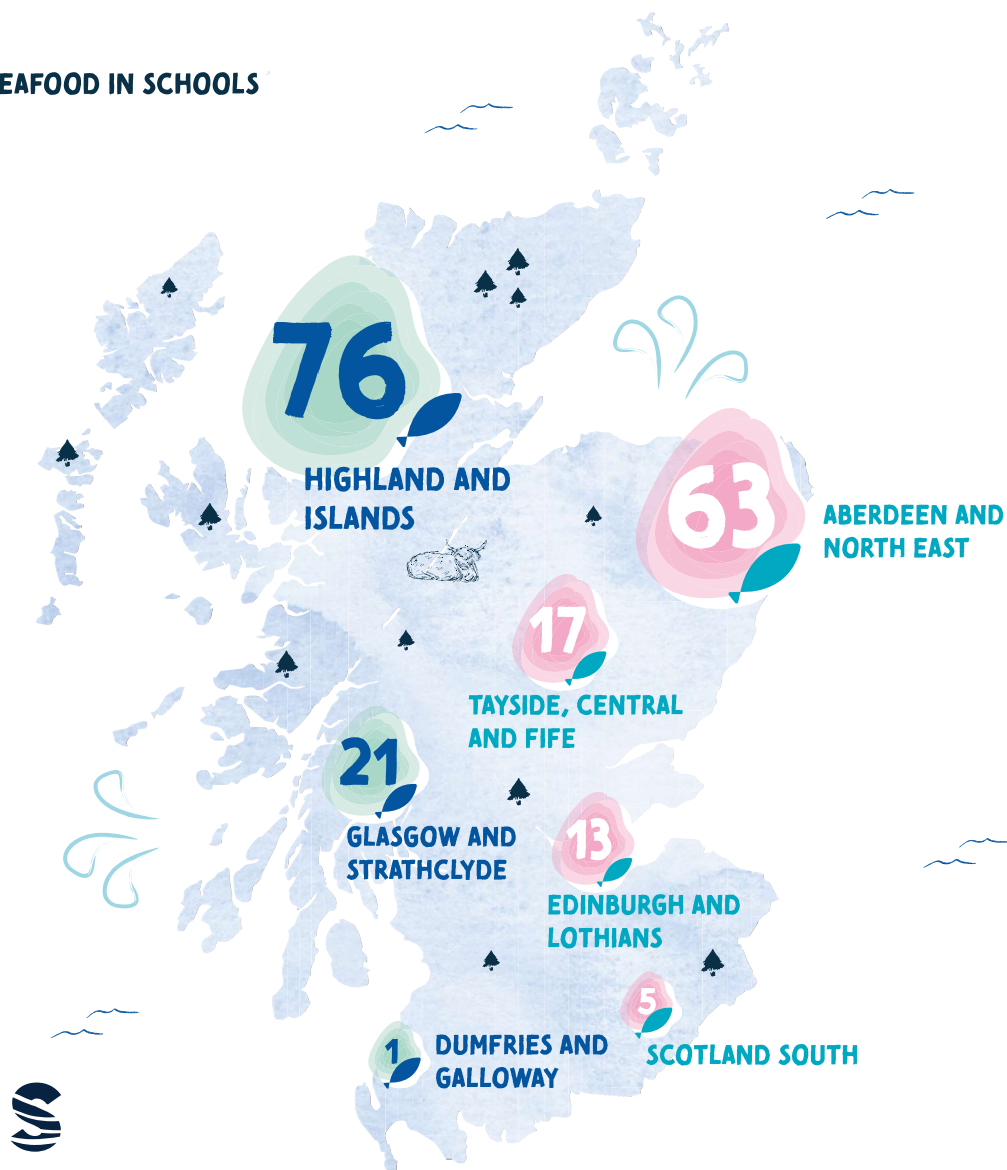 EAFOOD IN SCHOOLS
76
HIGHLAND AND
ISLANDS
63
ABERDEEN AND
NORTH EAST
17
TAYSIDE, CENTRAL
AND FIFE
21
GLASGOW AND
STRATHCLYDE
13
EDINBURGH AND
LOTHIANS
5
SCOTLAND SOUTH
1
DUMFRIES AND
GALLOWAY